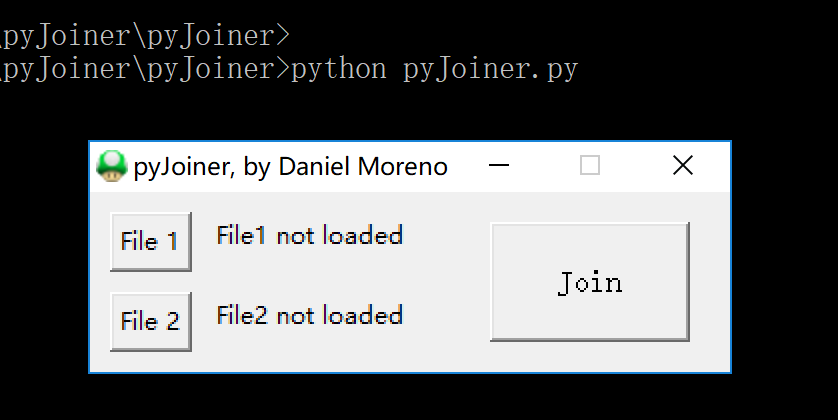 \pyJoiner\pyJoiner>
\pyJoiner\pyJoiner>python pyJoiner.py
pyJoiner, by Daniel Moreno
File 1 File1 not loaded
Join
File 2 File2 not loaded